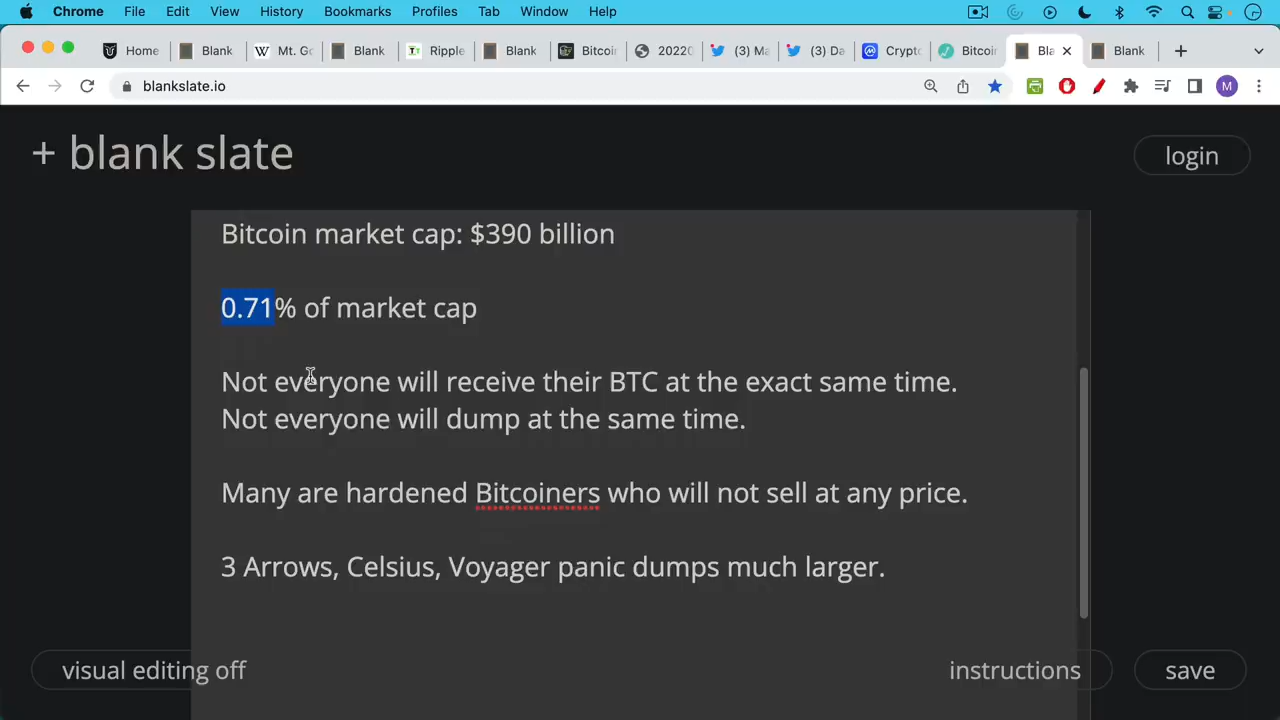 Chrome File Edit View History Bookmarks Profiles Tab Window Help
Home Blank Mt. Go Blank Ripple Blank Bitcoi 20220 (3) Ma (3) Da Crypto Bitcoi Bla Blank
blankslate.io M
+ blank slate
login
Bitcoin market cap: $390 billion
0.71% of market cap
Not everyone will receive their BTC at the exact same time.
Not everyone will dump at the same time.
Many are hardened Bitcoiners who will not sell at any price.
3 Arrows, Celsius, Voyager panic dumps much larger.
visual editing off instructions save